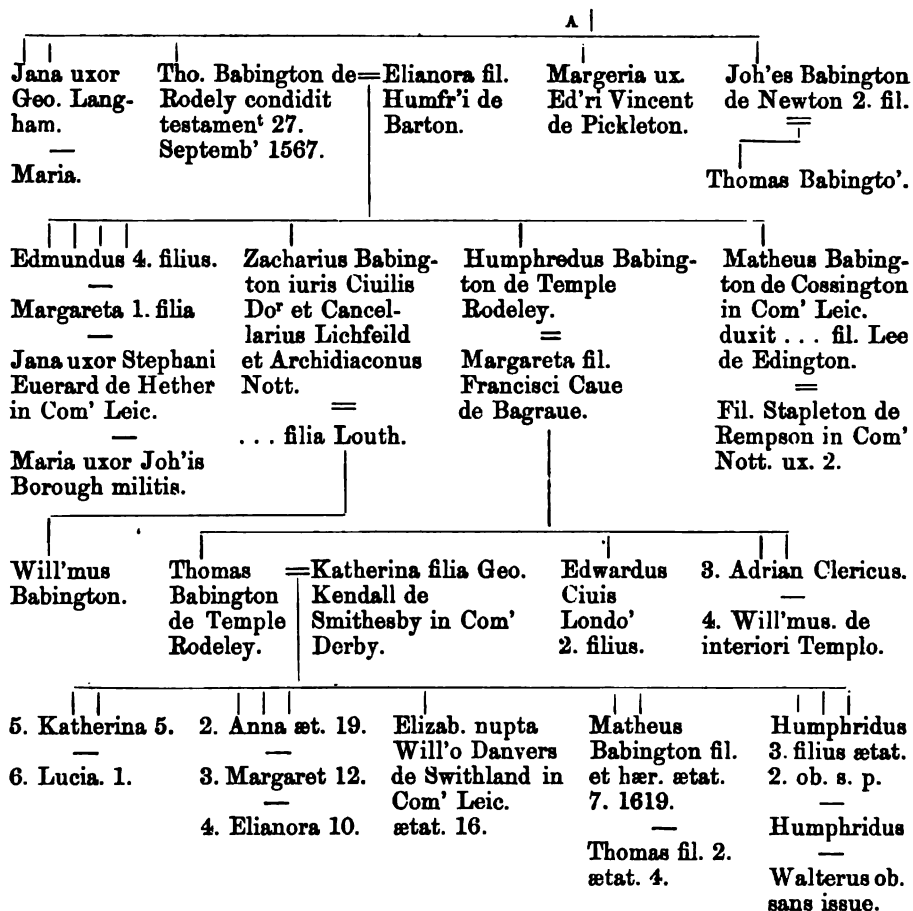 A
Jana uxor
Geo. Lang-
ham.
—
Maria.
Tho. Babington de=
Rodely condidit
testamenᵗ 27.
Septemb' 1567.
Elianora fil.
Humfr'i de
Barton.
Margeria ux.
Ed'ri Vincent
de Pickleton.
Joh'es Babington
de Newton 2. fil.
=
Thomas Babingto'.
Edmundus 4. filius.
—
Margareta 1. filia
—
Jana uxor Stephani
Euerard de Hether
in Com' Leic.
—
Maria uxor Joh'is
Borough militis.
Zacharius Babing-
ton iuris Ciuilis
Doʳ et Cancel-
larius Lichfeild
et Archidiaconus
Nott.
=
. . . filia Louth.
Humphredus Babing-
ton de Temple
Rodeley.
=
Margareta fil.
Francisci Caue
de Bagraue.
Matheus Babing-
ton de Cossington
in Com' Leic.
duxit . . . fil. Lee
de Edington.
=
Fil. Stapleton de
Rempson in Com'
Nott. ux. 2.
Will'mus
Babington.
Thomas
Babington
de Temple
Rodeley.
=Katherina filia Geo.
Kendall de
Smithesby in Com'
Derby.
Edwardus
Ciuis
Londo'
2. filius.
3. Adrian Clericus.
—
4. Will'mus. de
interiori Templo.
5. Katherina 5.
—
6. Lucia. 1.
2. Anna æt. 19.
—
3. Margaret 12.
—
4. Elianora 10.
Elizab. nupta
Will'o Danvers
de Swithland in
Com' Leic.
ætat. 16.
Matheus
Babington fil.
et hær. ætat.
7. 1619.
—
Thomas fil. 2.
ætat. 4.
Humphridus
3. filius ætat.
2. ob. s. p.
—
Humphridus
—
Walterus ob.
sans issue.